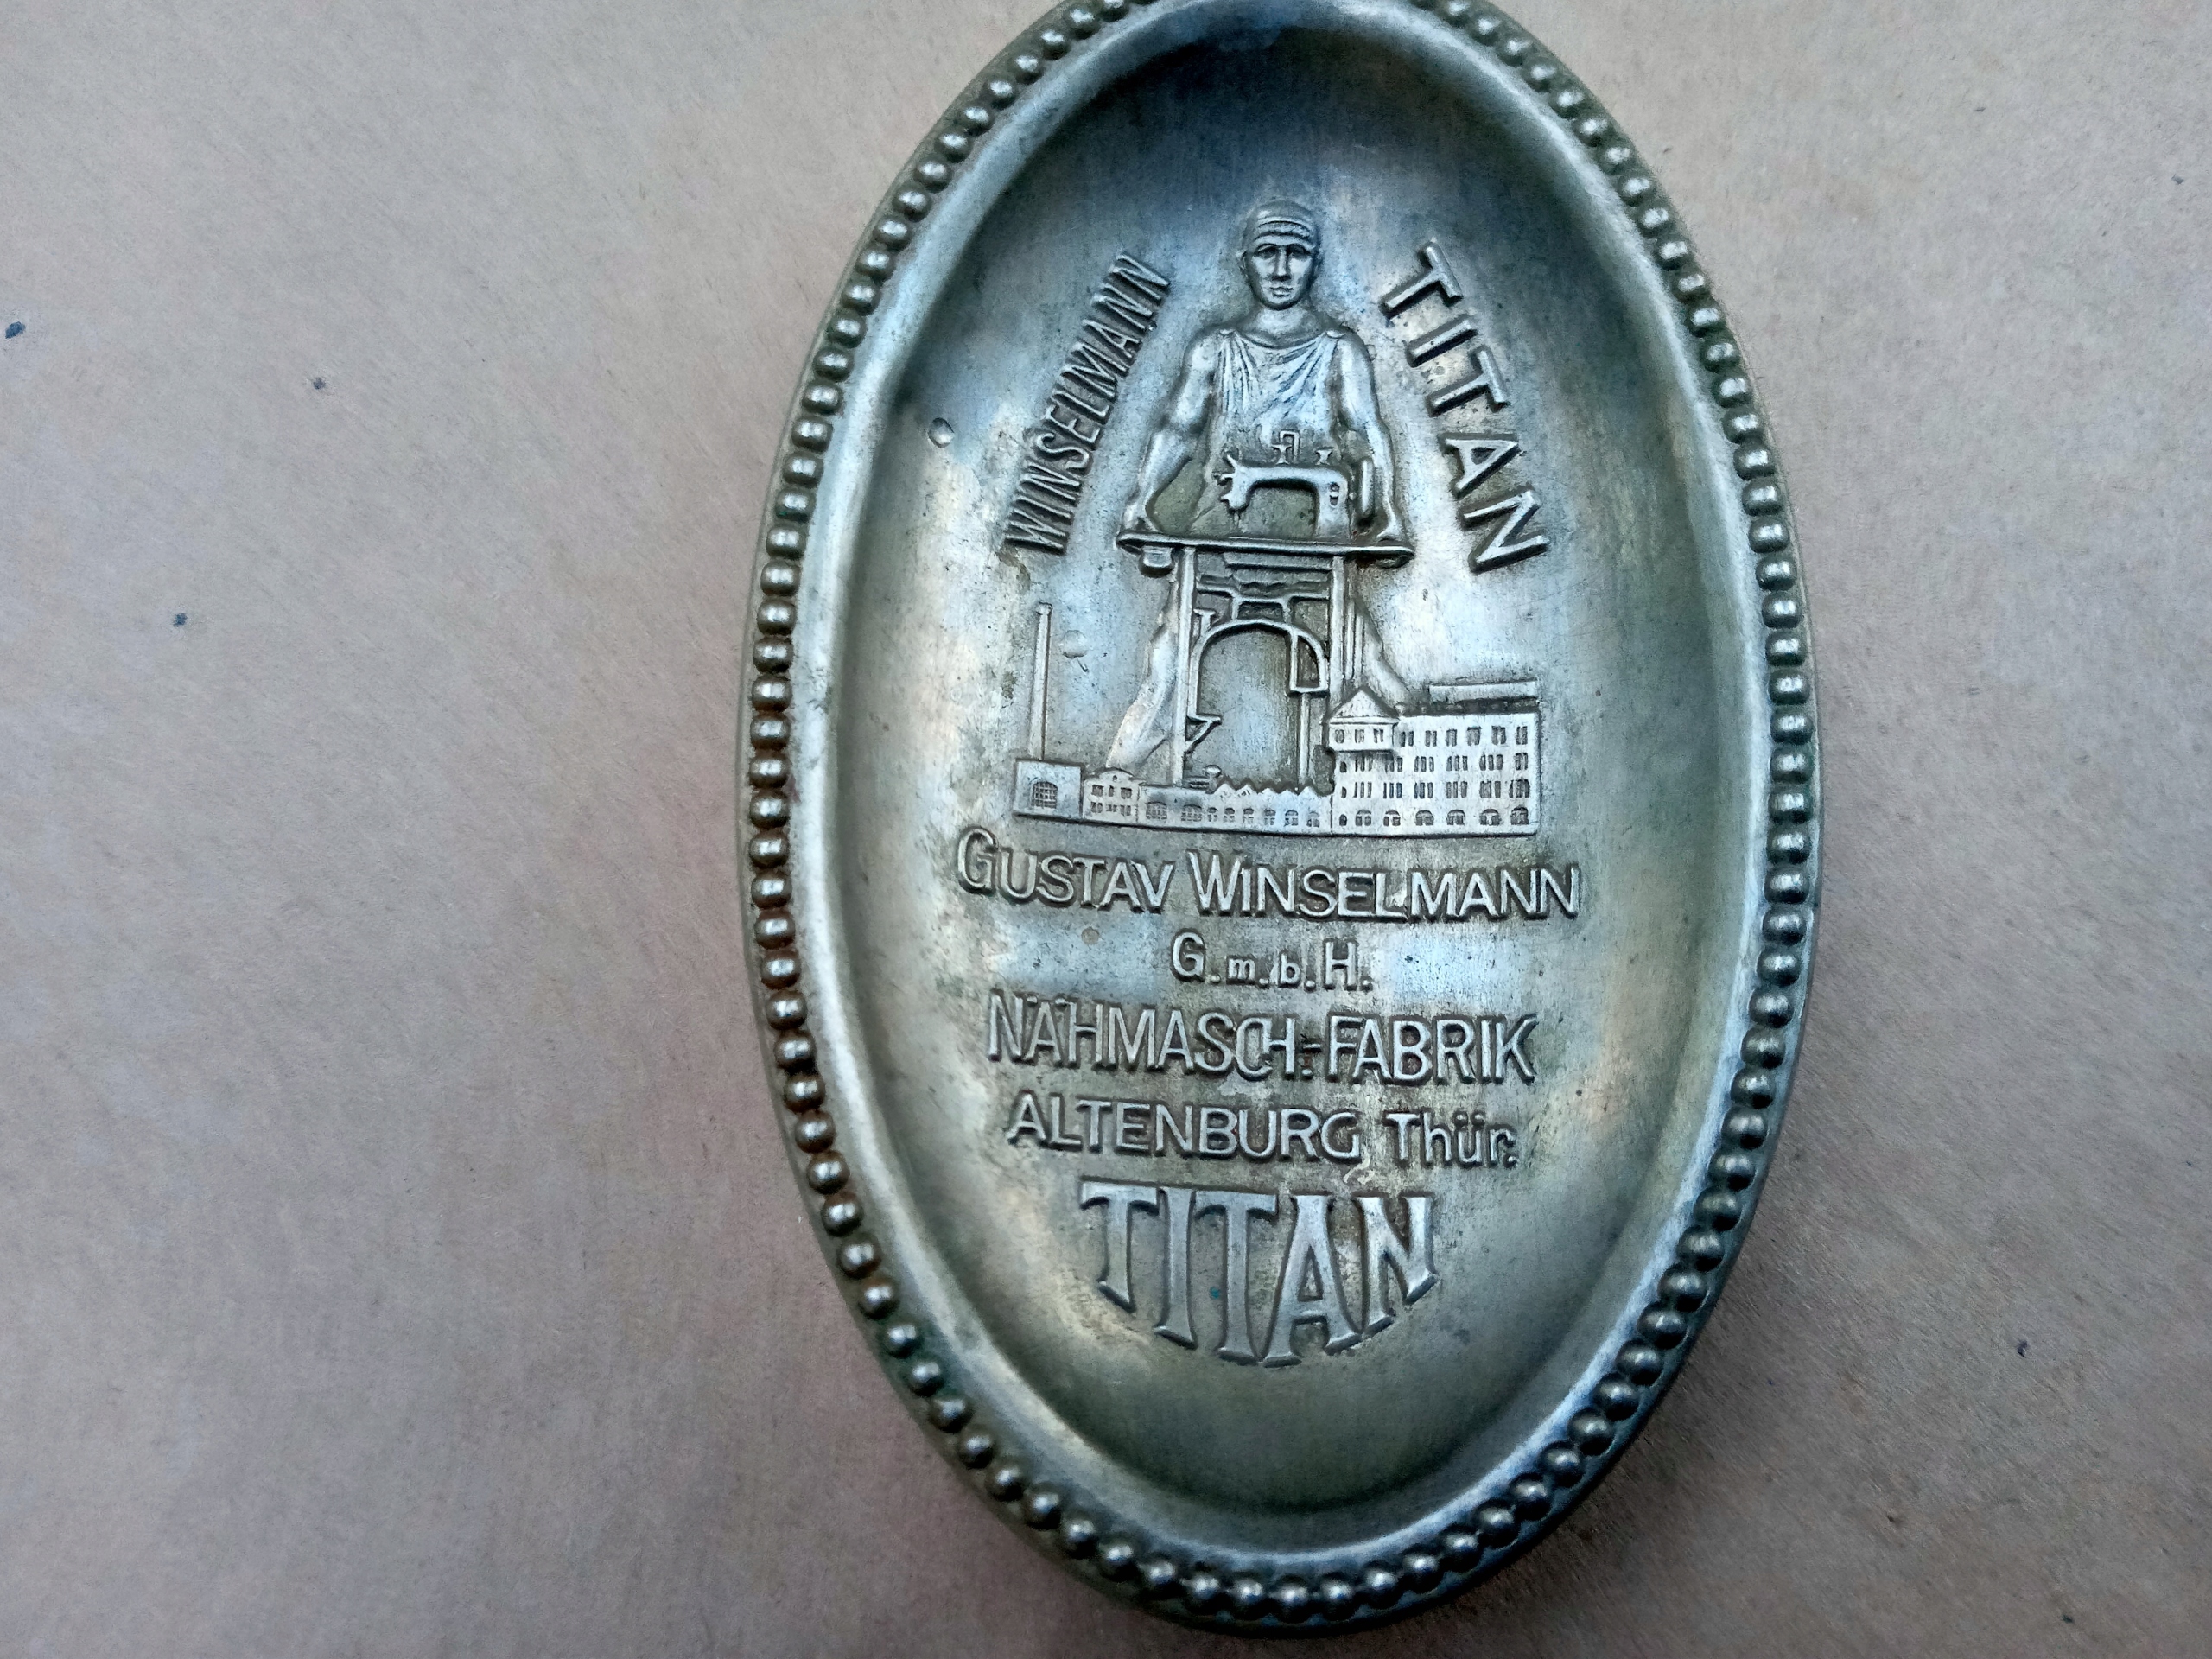 WINSELMANN
TITAN
GUSTAV WINSELMANN
G.m.b.H.
NÄHMASCH.-FABRIK
ALTENBURG Thür.
TITAN